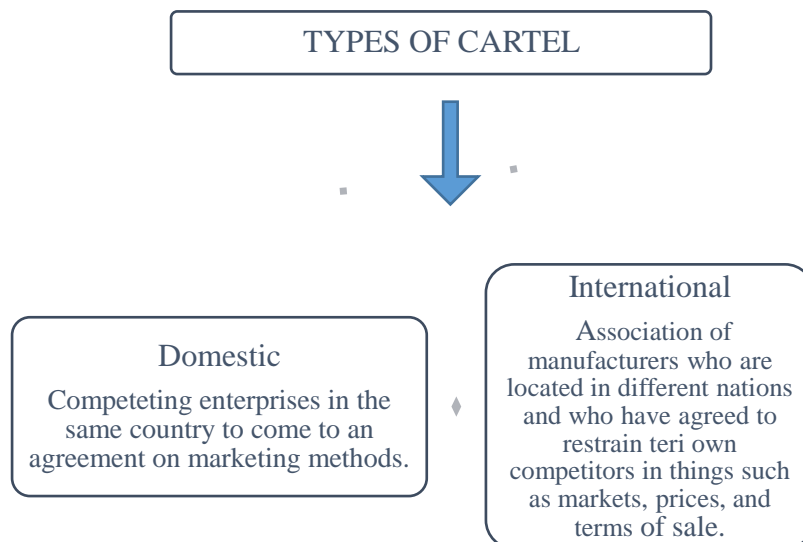 TYPES OF CARTEL
Domestic
Competeting enterprises in the
same country to come to an
agreement on marketing methods.
International
Association of
manufacturers who are
located in different nations
and who have agreed to
restrain teri own
competitors in things such
as markets, prices, and
terms of sale.